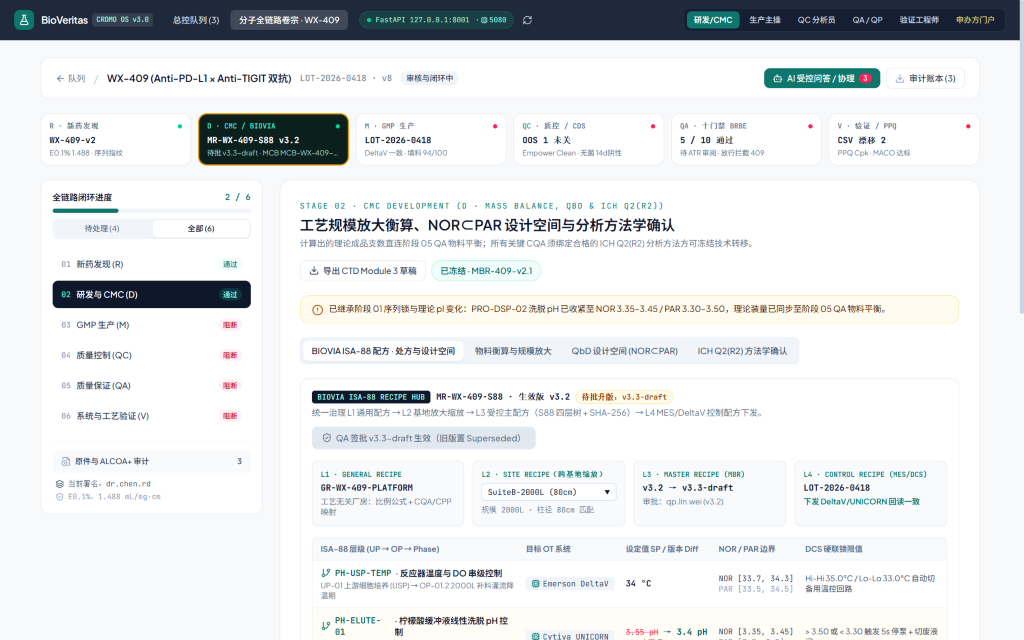 BioVeritas CROMO OS v3.0 总控队列 (3) 分子全链路卷宗 · WX-409 FastAPI 127.0.0.1:8001 · 5080 研发/CMC 生产主操 QC 分析员 QA / QP 验证工程师 申办方门户
← 队列 / WX-409 (Anti-PD-L1 × Anti-TIGIT 双抗) LOT-2026-0418 · v8 审核与闭环中 AI 受控问答 / 协理 3 审计账本 (3)
R · 新药发现
WX-409-v2
E0.1% 1.488 · 序列指纹
D · CMC / BIOVIA
MR-WX-409-S88 v3.2
待批 v3.3-draft · MCB MCB-WX-409-…
M · GMP 生产
LOT-2026-0418
DeltaV 一致 · 填料 94/100
QC · 质控 / CDS
OOS 1 未关
Empower Clean · 无菌 14d阴性
QA · 十门禁 BRBE
5 / 10 通过
待 ATR 审阅 · 放行拦截 409
V · 验证 / PPQ
CSV 漂移 2
PPQ Cpk · MACO 达标
全链路闭环进度 2 / 6
待处理 (4) 全部 (6)
01 新药发现 (R) 通过
02 研发与 CMC (D) 通过
03 GMP 生产 (M) 阻断
04 质量控制 (QC) 阻断
05 质量保证 (QA) 阻断
06 系统与工艺验证 (V) 阻断
原件与 ALCOA+ 审计 3
当前署名: dr.chen.rd
E0.1%: 1.488 mL/mg·cm
STAGE 02 · CMC DEVELOPMENT (D · MASS BALANCE, QBD & ICH Q2(R2))
工艺规模放大衡算、NOR⊂PAR 设计空间与分析方法学确认
计算出的理论成品支数直连阶段 05 QA 物料平衡；所有关键 CQA 须绑定合格的 ICH Q2(R2) 分析方法方可冻结技术转移。
导出 CTD Module 3 草稿 已冻结 · MBR-409-v2.1
已继承阶段 01 序列锁与理论 pI 变化：PRO-DSP-02 洗脱 pH 已收紧至 NOR 3.35–3.45 / PAR 3.30–3.50，理论装量已同步至阶段 05 QA 物料平衡。
BIOVIA ISA-88 配方 · 处方与设计空间 物料衡算与规模放大 QbD 设计空间 (NOR⊂PAR) ICH Q2(R2) 方法学确认
BIOVIA ISA-88 RECIPE HUB MR-WX-409-S88 · 生效版 v3.2 待批升版: v3.3-draft
统一治理 L1 通用配方 → L2 基地放大缩放 → L3 受控主配方（S88 四层树 + SHA-256）→ L4 MES/DeltaV 控制配方下发。
QA 签批 v3.3-draft 生效（旧版置 Superseded）
L1 · GENERAL RECIPE
GR-WX-409-PLATFORM
工艺无关厂房: 比例公式 + CQA/CPP
映射
L2 · SITE RECIPE（跨基地缩放）
SuiteB-2000L (80cm) ▼
规模 2000L · 柱径 80cm 匹配
L3 · MASTER RECIPE (MBR)
v3.2 → v3.3-draft
审批: qp.lin.wei (v3.2)
L4 · CONTROL RECIPE (MES/DCS)
LOT-2026-0418
下发 DeltaV/UNICORN 回读一致
ISA-88 层级 (UP → OP → Phase) 目标 OT 系统 设定值 SP / 版本 Diff NOR / PAR 边界 DCS 硬联锁限值
PH-USP-TEMP · 反应器温度与 DO 串级控制
UP-01 上游细胞培养 (USP) → OP-01.2 2000L 补料灌流降
温期
Emerson DeltaV 34 °C
NOR [33.7, 34.3]
PAR [33.5, 34.5]
Hi-Hi 35.0°C / Lo-Lo 33.0°C 自动切
备用温控回路
PH-ELUTE-01 · 柠檬酸缓冲液线性洗脱 pH 控制
Cytiva UNICORN 3.55 pH → 3.4 pH
NOR [3.35, 3.45]
> 3.50 或 < 3.30 触发 5s 停泵 + 切废液